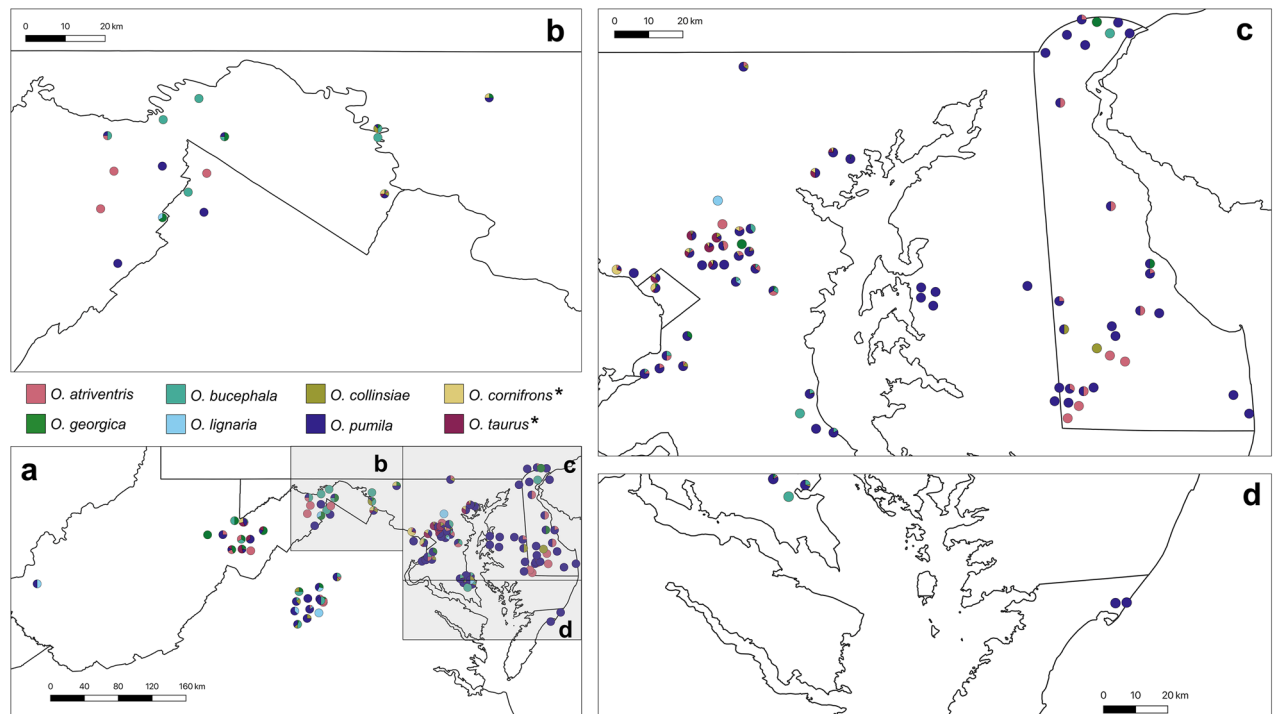 b
0 10 20 km
c
0 10 20 km
O. atriventris O. bucephala O. collinsiae O. cornifrons*
O. georgica O. lignaria O. pumila O. taurus*
a
b
c
d
0 40 80 120 160 km
d
0 10 20 km